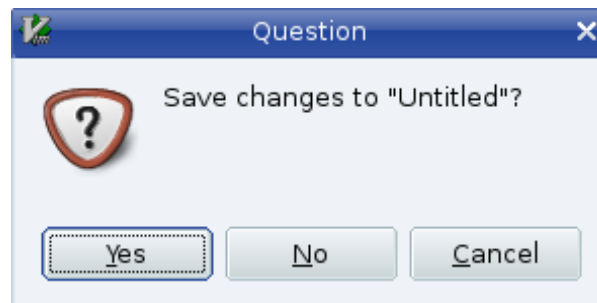 Question
Save changes to "Untitled"?
Yes
No
Cancel